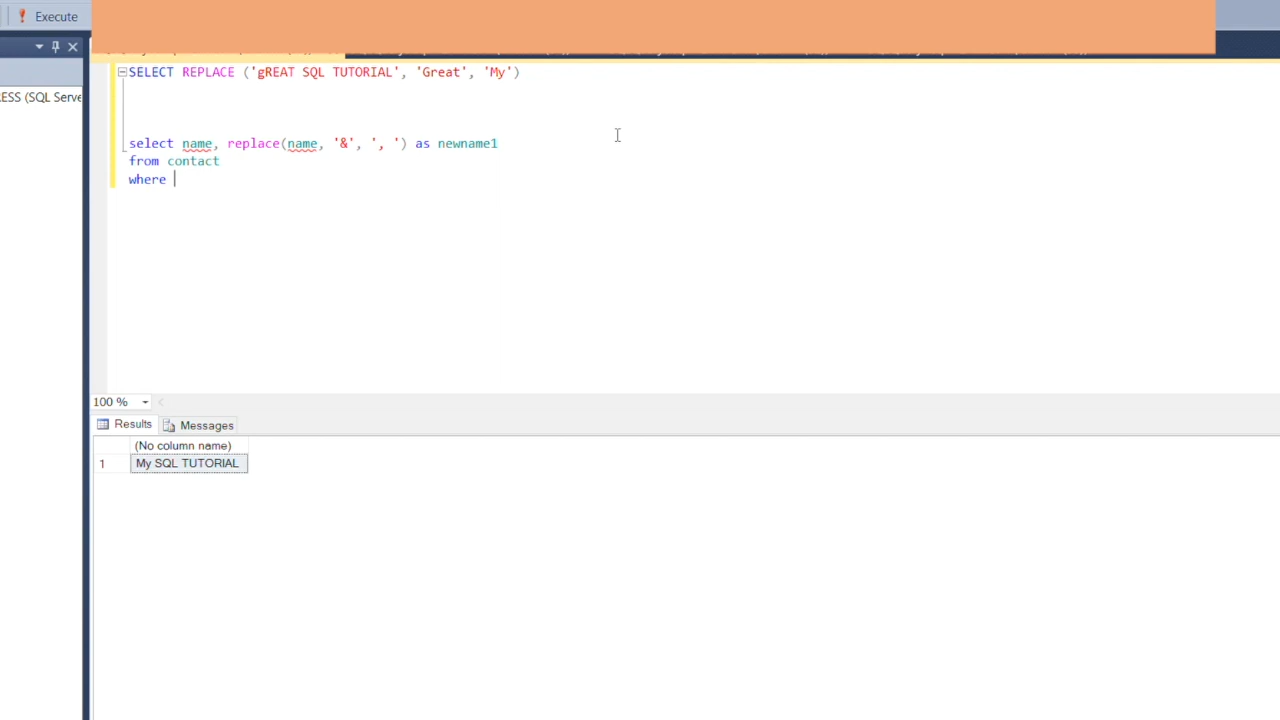 Execute
ESS (SQL Serve
SELECT REPLACE ('gREAT SQL TUTORIAL', 'Great', 'My')
select name, replace(name, '&', ', ') as newname1
from contact
where
100 %
Results
Messages
(No column name)
1 My SQL TUTORIAL